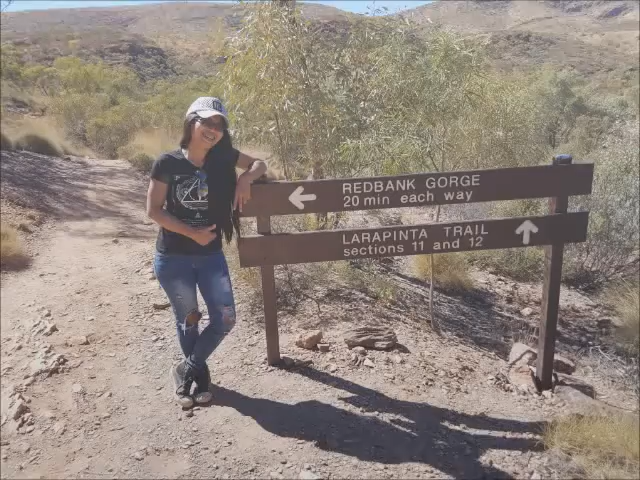 REDBANK GORGE
20 min each way
LARAPINTA TRAIL
sections 11 and 12